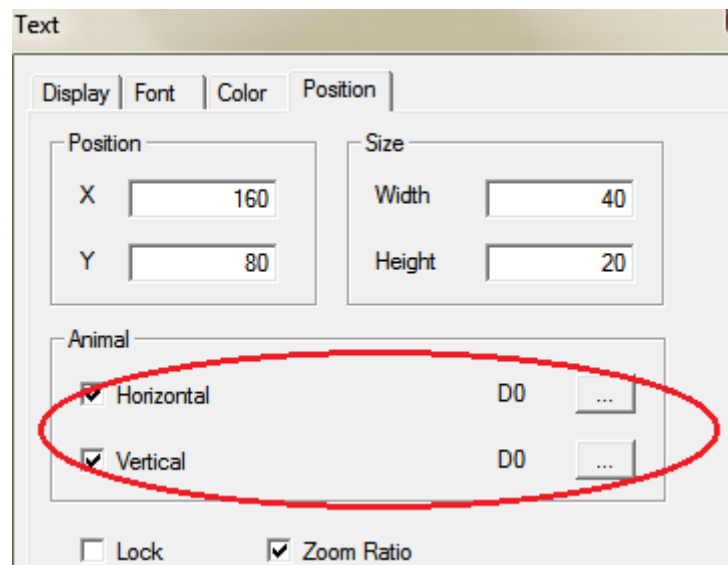 Text
Display Font Color Position
Position
X 160
Y 80
Size
Width 40
Height 20
Animal
Horizontal D0 ...
Vertical D0 ...
Lock Zoom Ratio